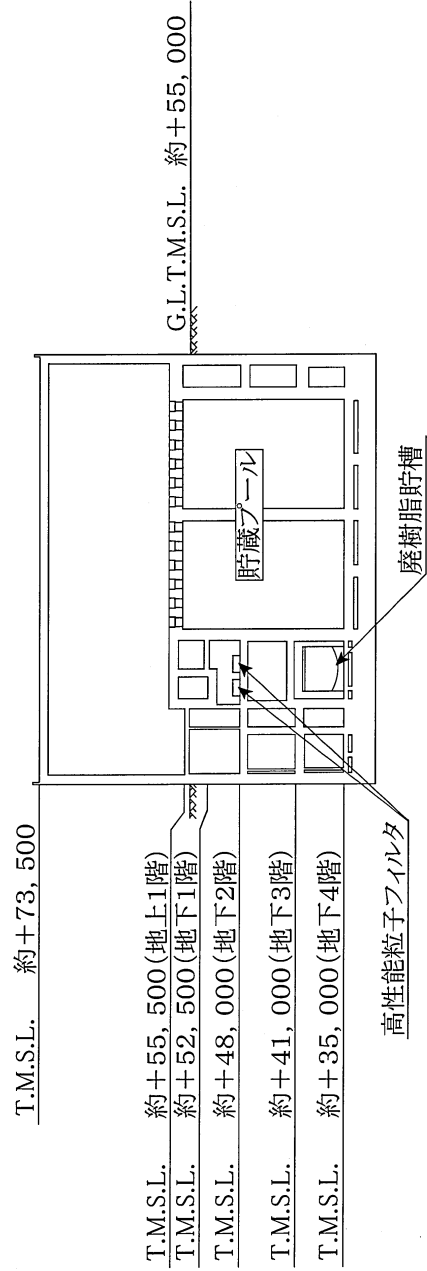 T.M.S.L. 約+73, 500
G.L.T.M.S.L. 約+55, 000
T.M.S.L. 約+55, 500(地上1階)
T.M.S.L. 約+52, 500(地下1階)
T.M.S.L. 約+48, 000(地下2階)
T.M.S.L. 約+41, 000(地下3階)
T.M.S.L. 約+35, 000(地下4階)
貯蔵プール
高性能粒子フィルタ
廃樹脂貯槽